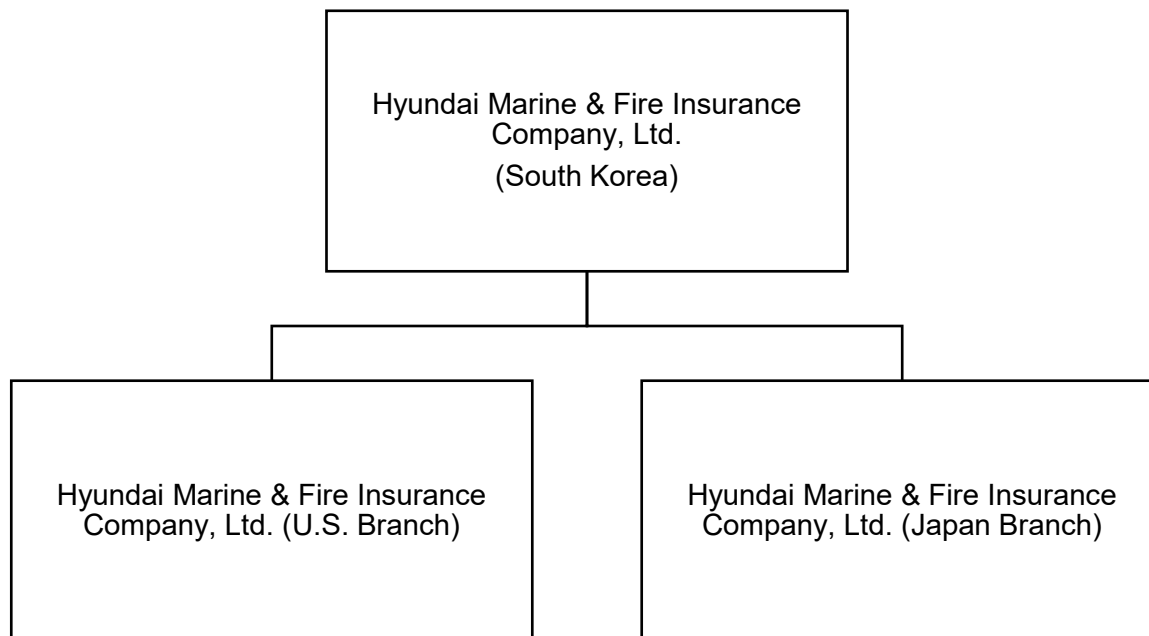 Hyundai Marine & Fire Insurance
Company, Ltd.
(South Korea)
Hyundai Marine & Fire Insurance
Company, Ltd. (U.S. Branch)
Hyundai Marine & Fire Insurance
Company, Ltd. (Japan Branch)